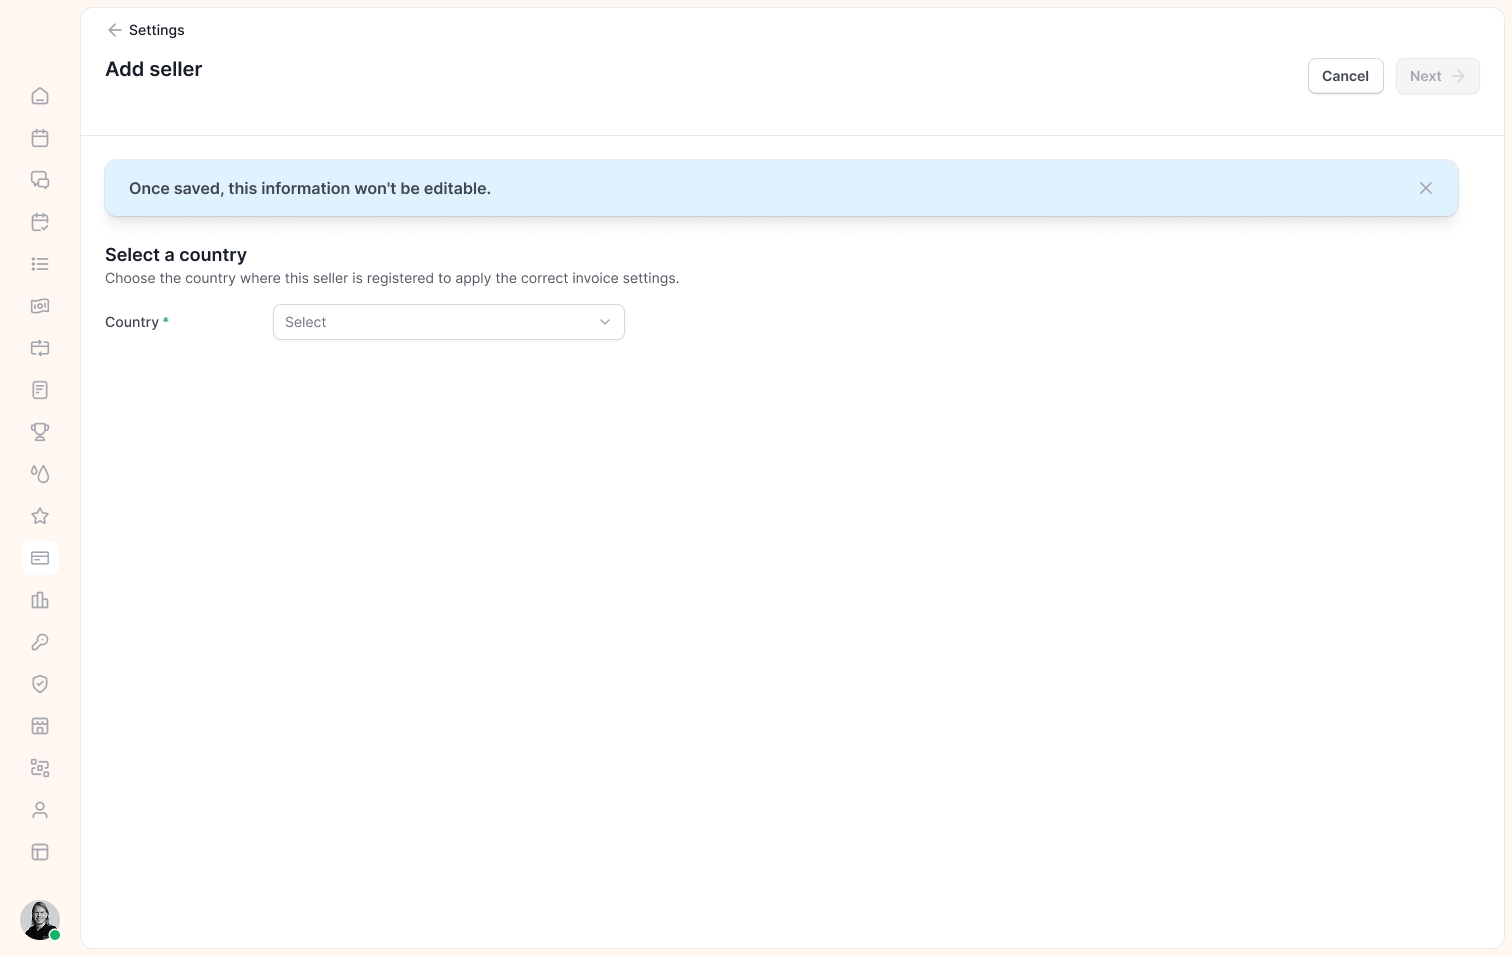 Settings
Add seller
Cancel
Next
Once saved, this information won't be editable.
Select a country
Choose the country where this seller is registered to apply the correct invoice settings.
Country *
Select